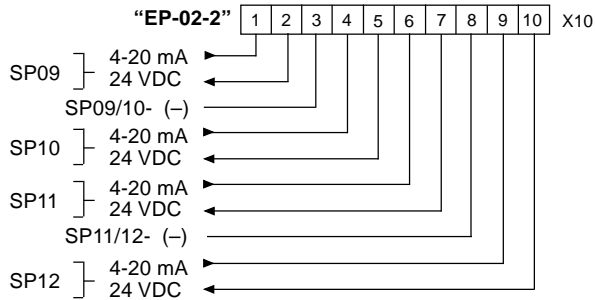 "EP-02-2" 1 2 3 4 5 6 7 8 9 10 X10
4-20 mA
SP09
24 VDC
SP09/10- (–)
4-20 mA
SP10
24 VDC
4-20 mA
SP11
24 VDC
SP11/12- (–)
4-20 mA
SP12
24 VDC